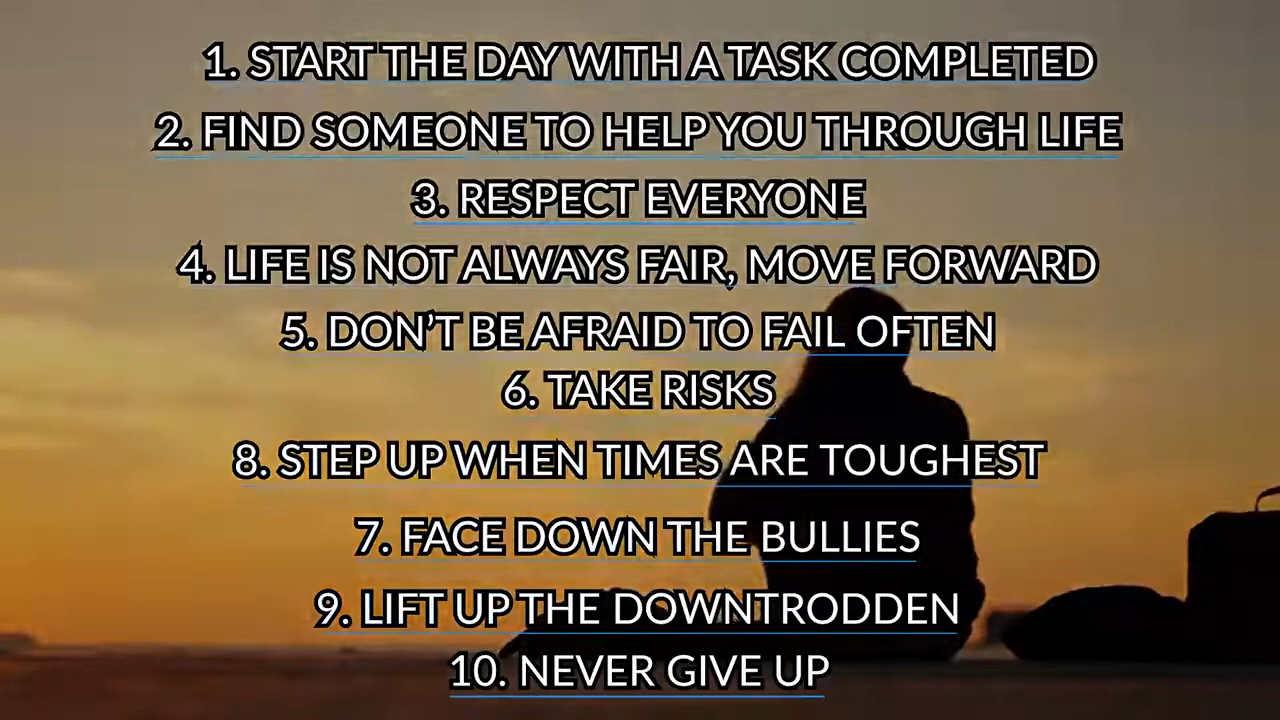 1. START THE DAY WITH A TASK COMPLETED
2. FIND SOMEONE TO HELP YOU THROUGH LIFE
3. RESPECT EVERYONE
4. LIFE IS NOT ALWAYS FAIR, MOVE FORWARD
5. DON’T BE AFRAID TO FAIL OFTEN
6. TAKE RISKS
8. STEP UP WHEN TIMES ARE TOUGHEST
7. FACE DOWN THE BULLIES
9. LIFT UP THE DOWNTRODDEN
10. NEVER GIVE UP